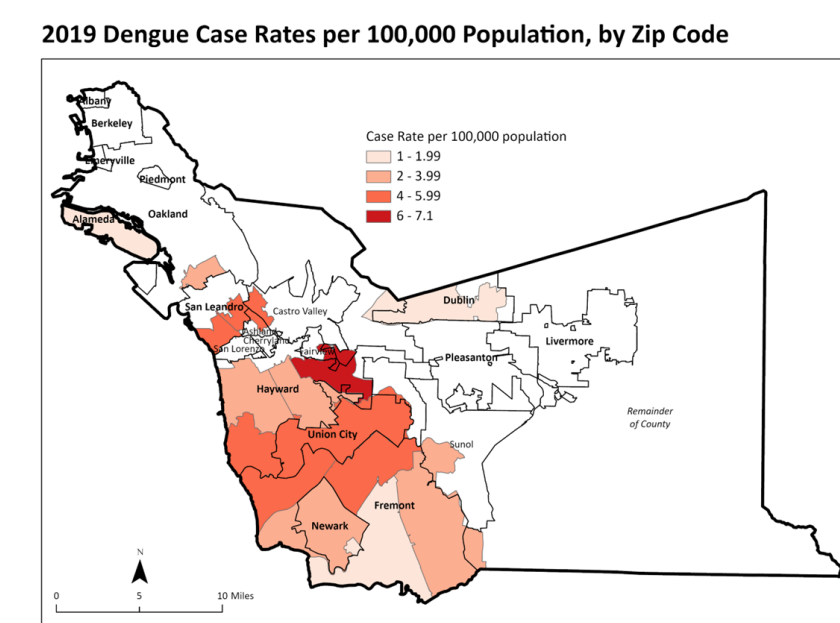 2019 Dengue Case Rates per 100,000 Population, by Zip Code
Case Rate per 100,000 population
1 - 1.99
2 - 3.99
4 - 5.99
6 - 7.1
Albany
Berkeley
Emeryville
Piedmont
Oakland
Alameda
San Leandro
Castro Valley
Ashland
Cherryland
San Lorenzo
Fairview
Dublin
Livermore
Pleasanton
Hayward
Remainder
of County
Union City
Sunol
Fremont
Newark
N
0 5 10 Miles